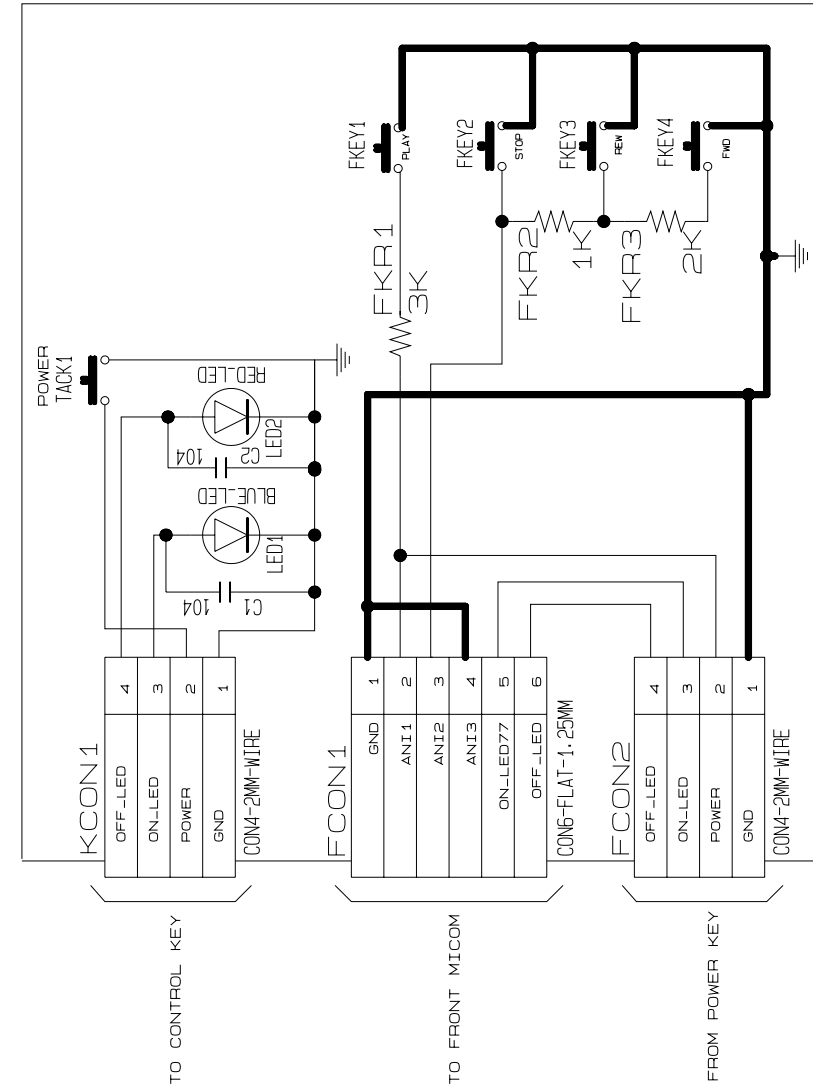 POWER
TACK1
RED-LED
LED2
C2
104
BLUE-LED
LED1
C1
104
KCON1
4
3
2
1
OFF_LED
ON_LED
POWER
GND
CON4-2MM-WIRE
TO CONTROL KEY
FKEY1
PLAY
FKEY2
STOP
FKEY3
REW
FKEY4
FWD
FKR1
3K
FKR2
1K
FKR3
2K
FCON1
1
2
3
4
5
6
GND
ANI1
ANI2
ANI3
ON_LED77
OFF_LED
CON6-FLAT-1.25MM
TO FRONT MICOM
FCON2
4
3
2
1
OFF_LED
ON_LED
POWER
GND
CON4-2MM-WIRE
FROM POWER KEY